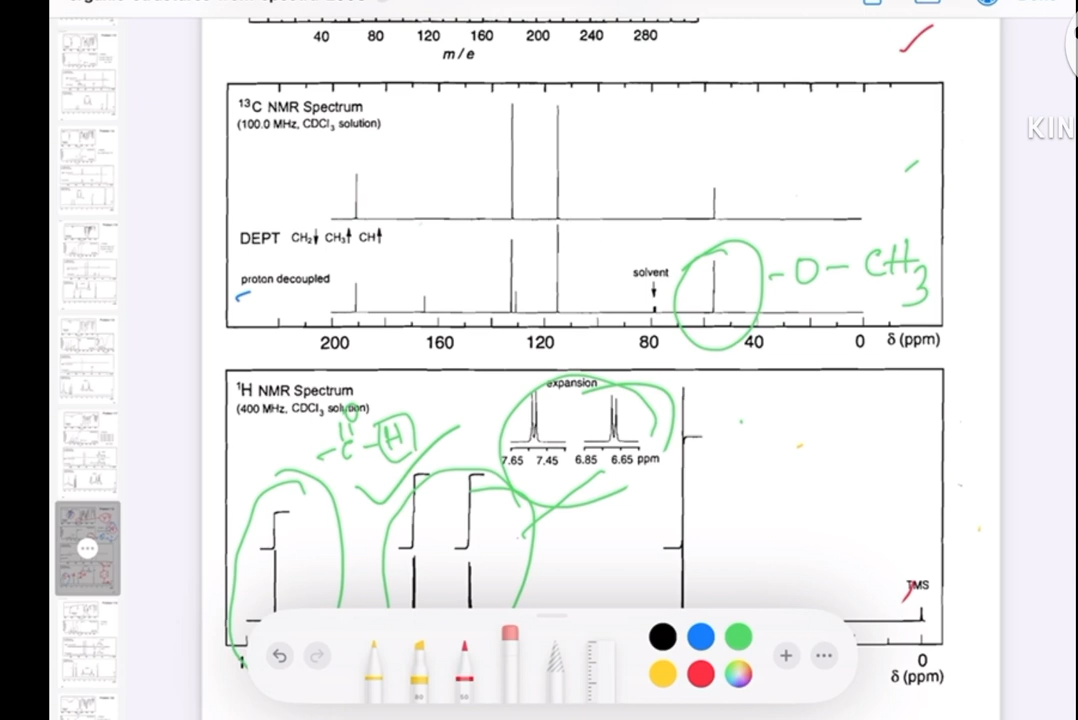 40 80 120 160 200 240 280
m/e
KIN
13C NMR Spectrum
(100.0 MHz, CDCl3 solution)
DEPT CH2↓ CH3↑ CH↑
proton decoupled
solvent
-O-CH3
200 160 120 80 40 0 δ (ppm)
1H NMR Spectrum
(400 MHz, CDCl3 solution)
expansion
O
-C-H
7.65 7.45 6.85 6.65 ppm
TMS
0
δ (ppm)